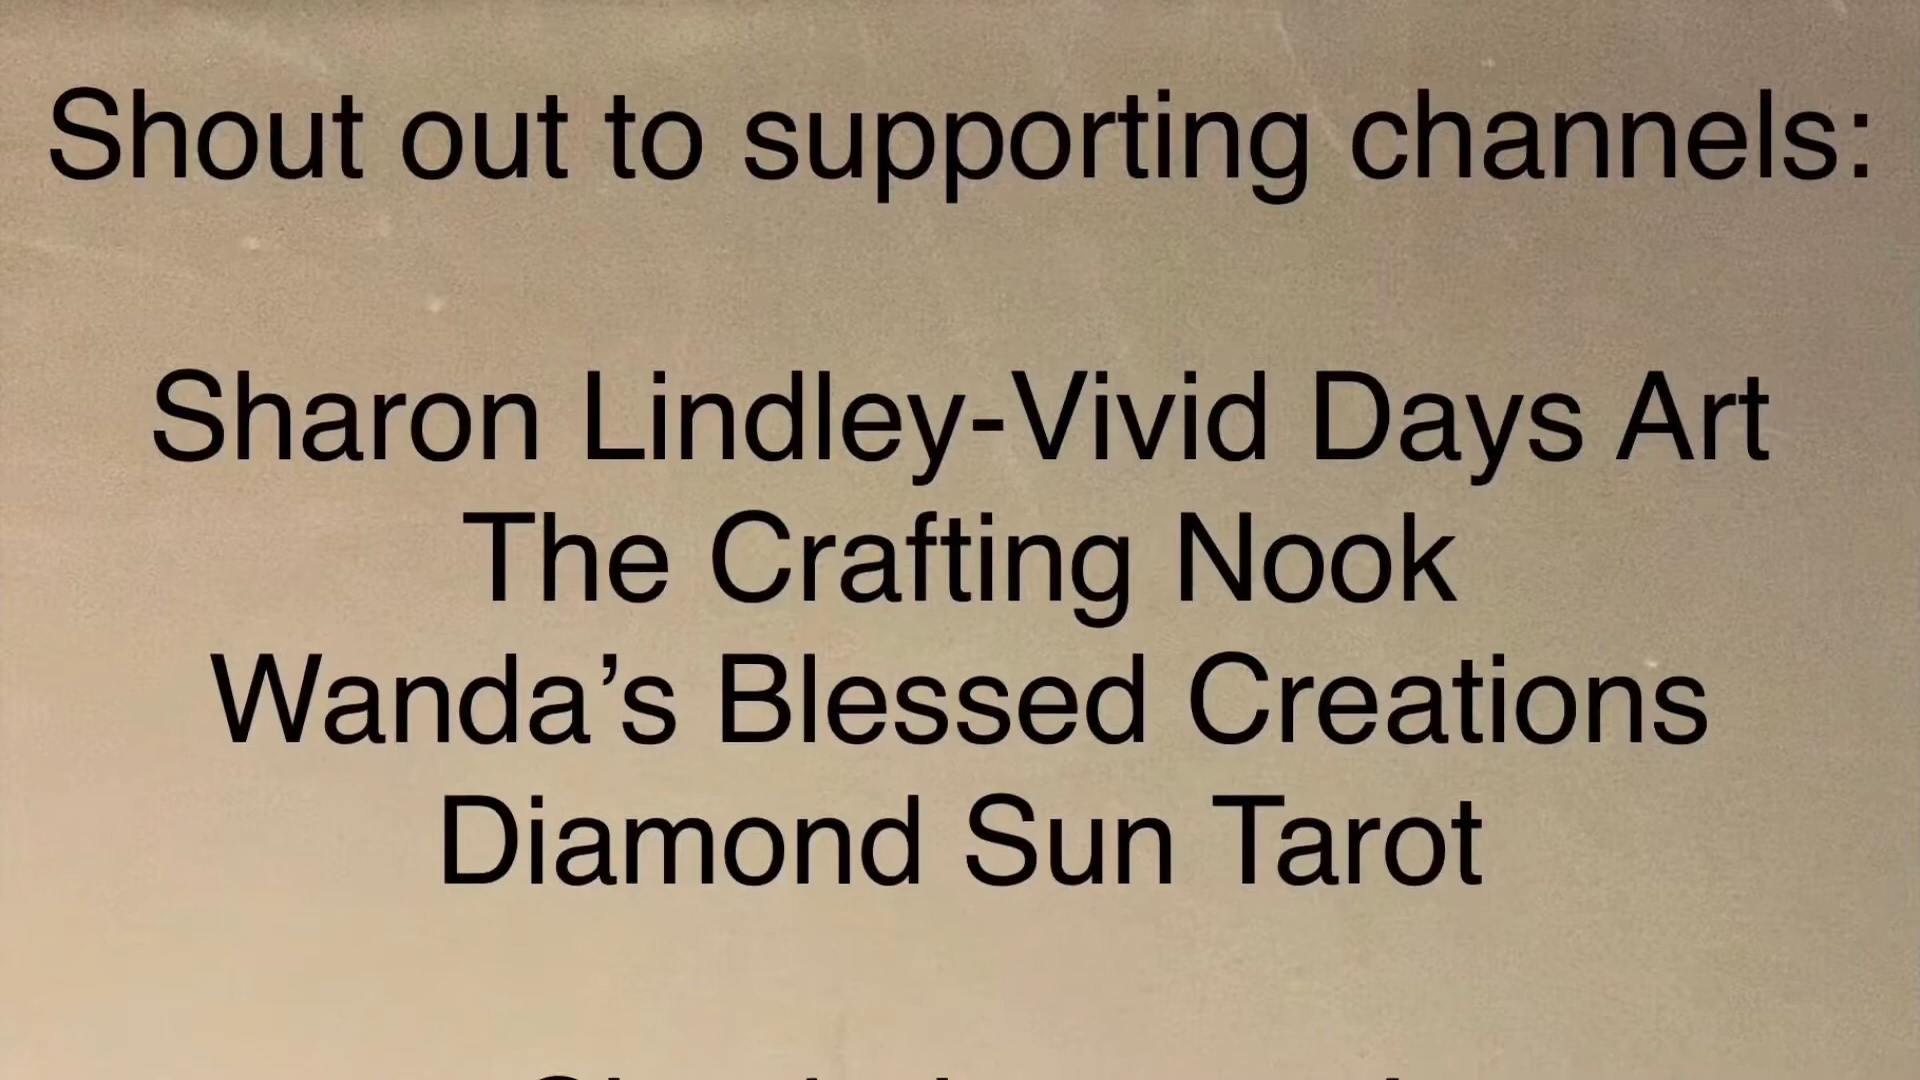 Shout out to supporting channels:
Sharon Lindley-Vivid Days Art
The Crafting Nook
Wanda’s Blessed Creations
Diamond Sun Tarot